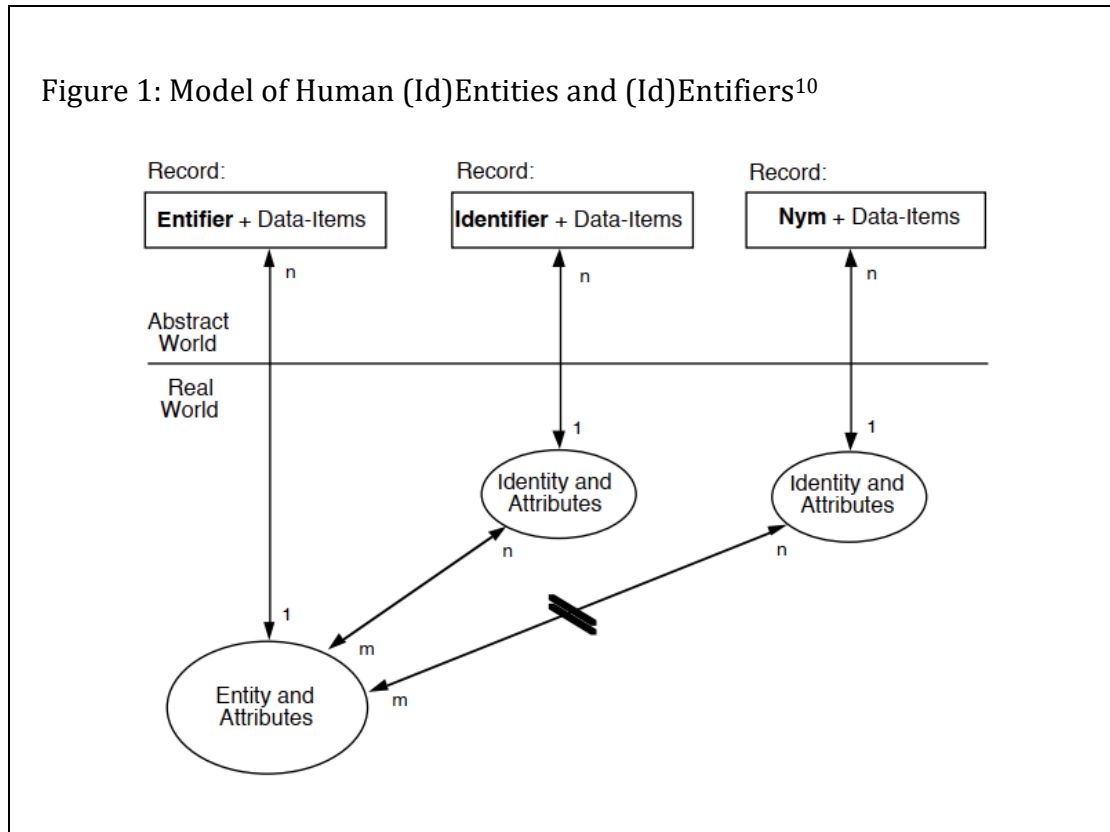 Figure 1: Model of Human (Id)Entities and (Id)Entifiers10
Record:
Record:
Record:
Entifier + Data-Items
Identifier + Data-Items
Nym + Data-Items
n
n
n
Abstract
World
Real
World
1
1
Identity and
Attributes
Identity and
Attributes
n
n
1
m
m
Entity and
Attributes